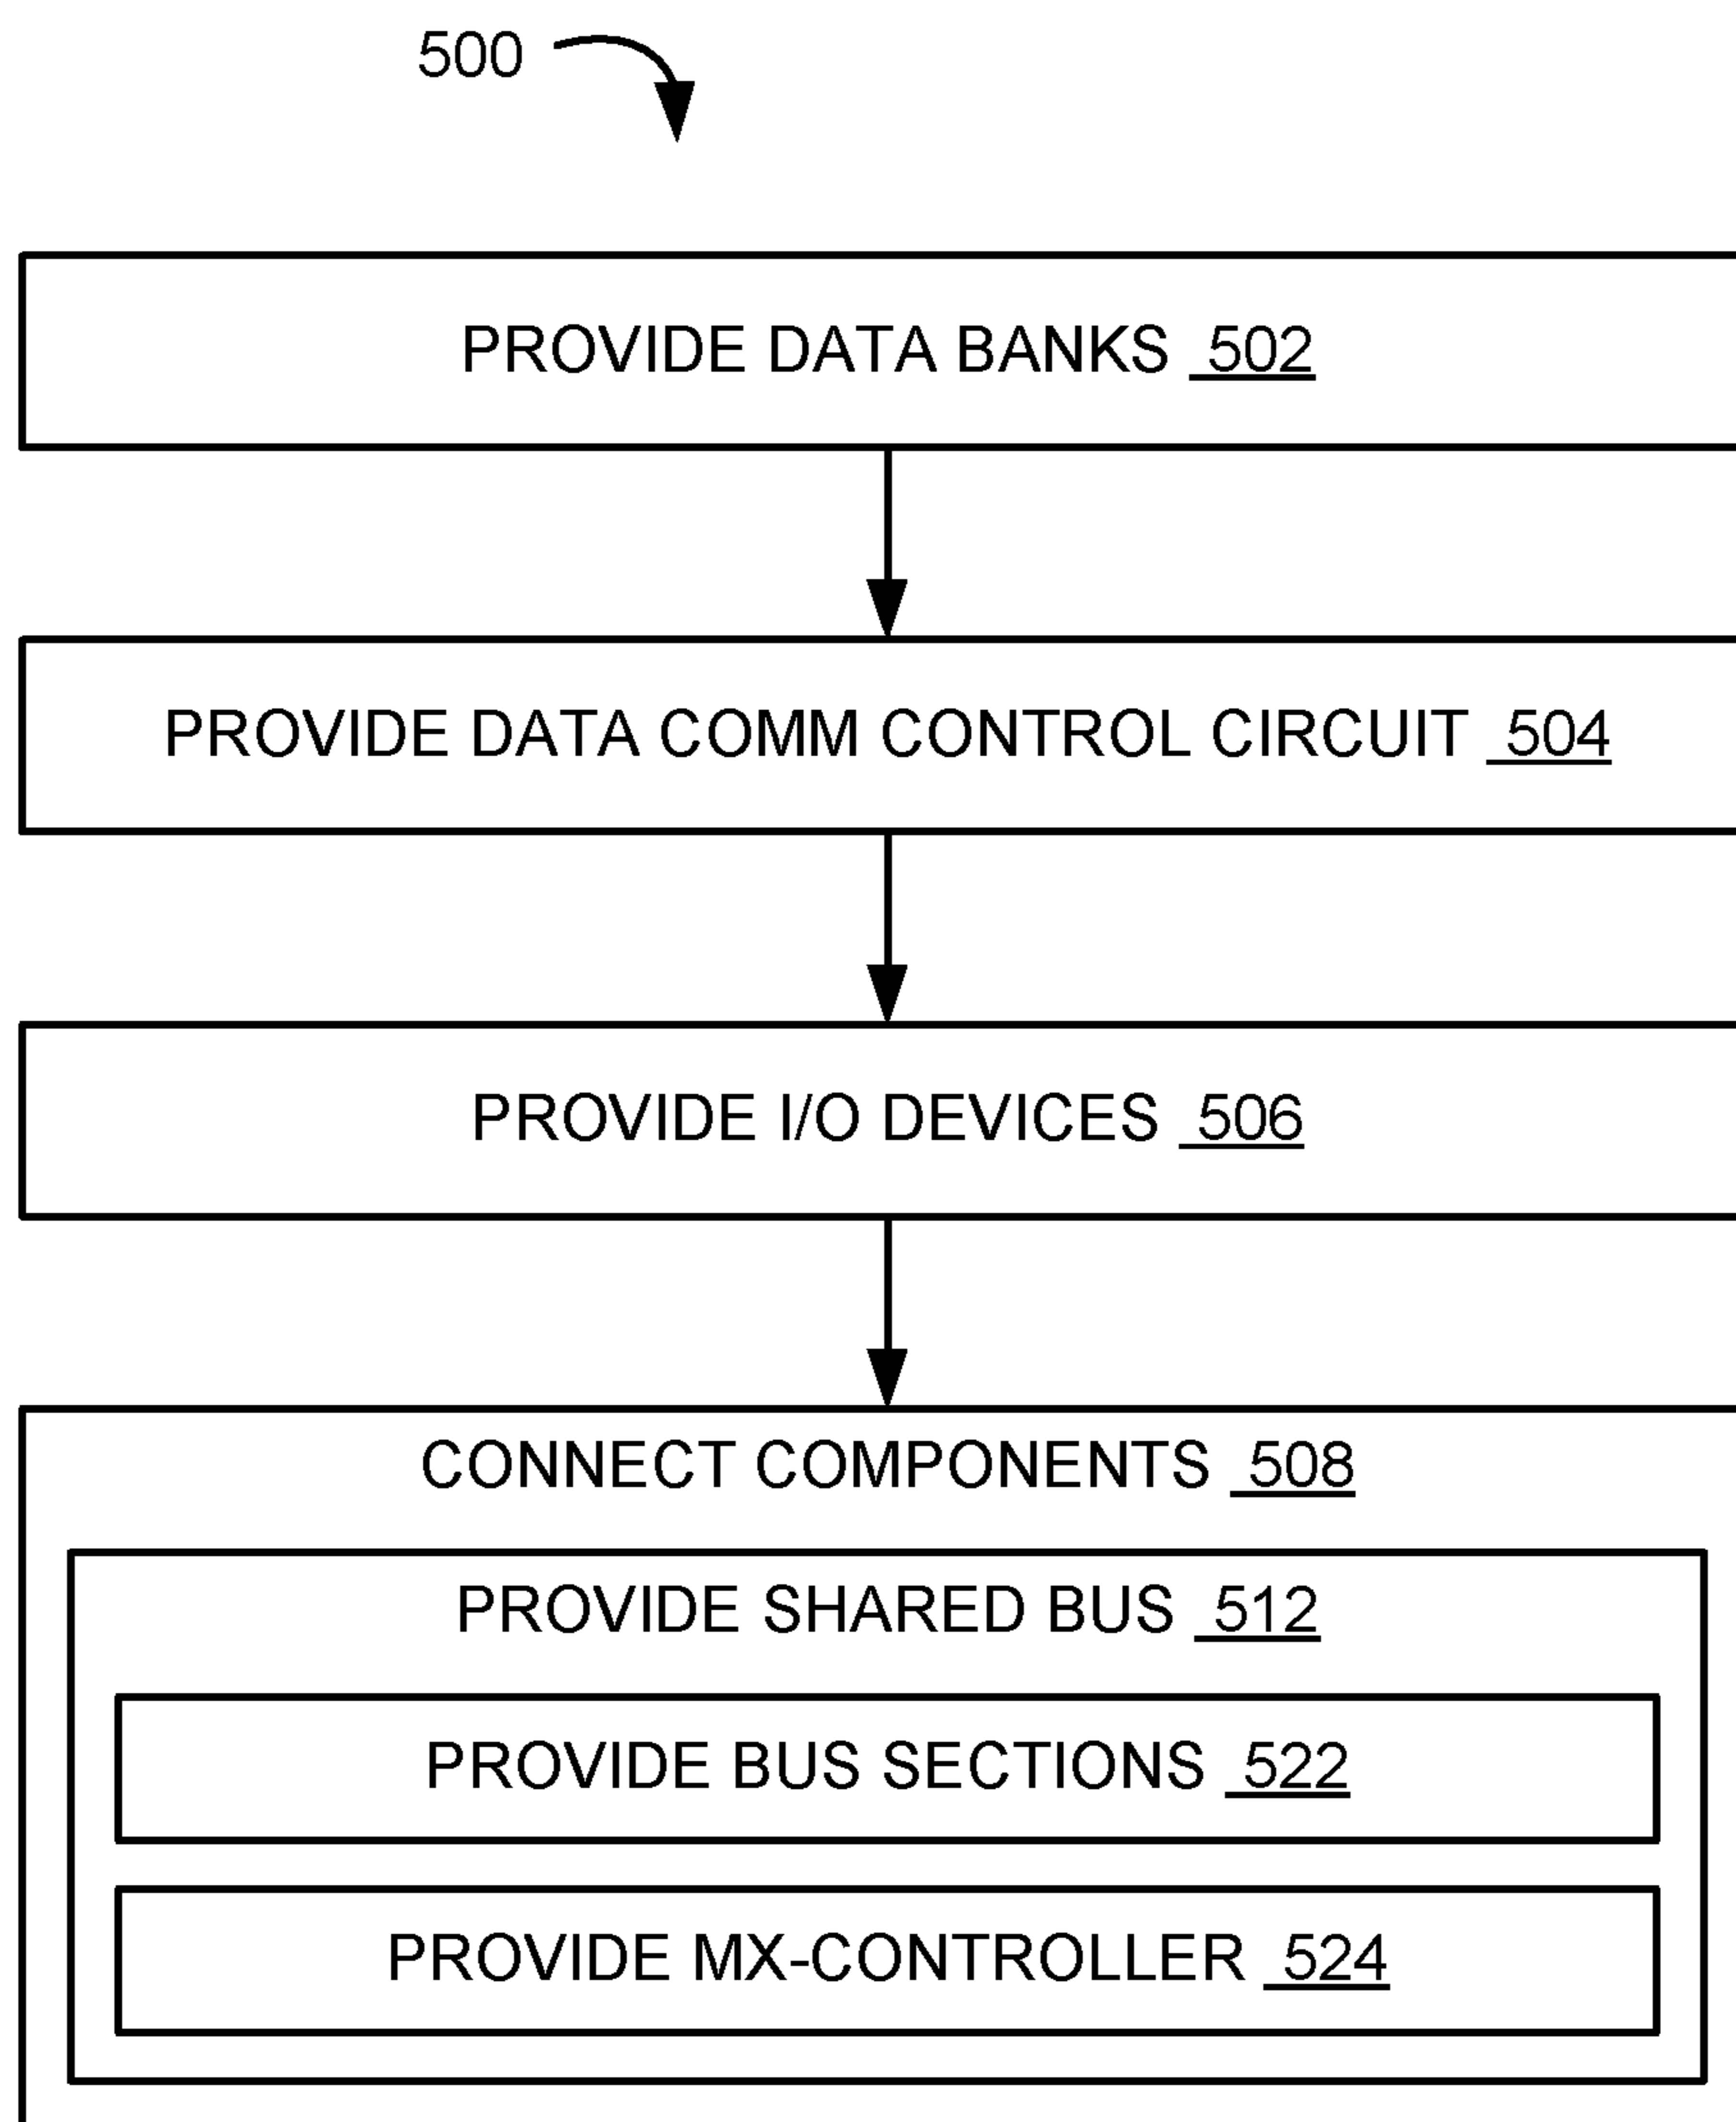 500
PROVIDE DATA BANKS 502
PROVIDE DATA COMM CONTROL CIRCUIT 504
PROVIDE I/O DEVICES 506
CONNECT COMPONENTS 508
PROVIDE SHARED BUS 512
PROVIDE BUS SECTIONS 522
PROVIDE MX-CONTROLLER 524